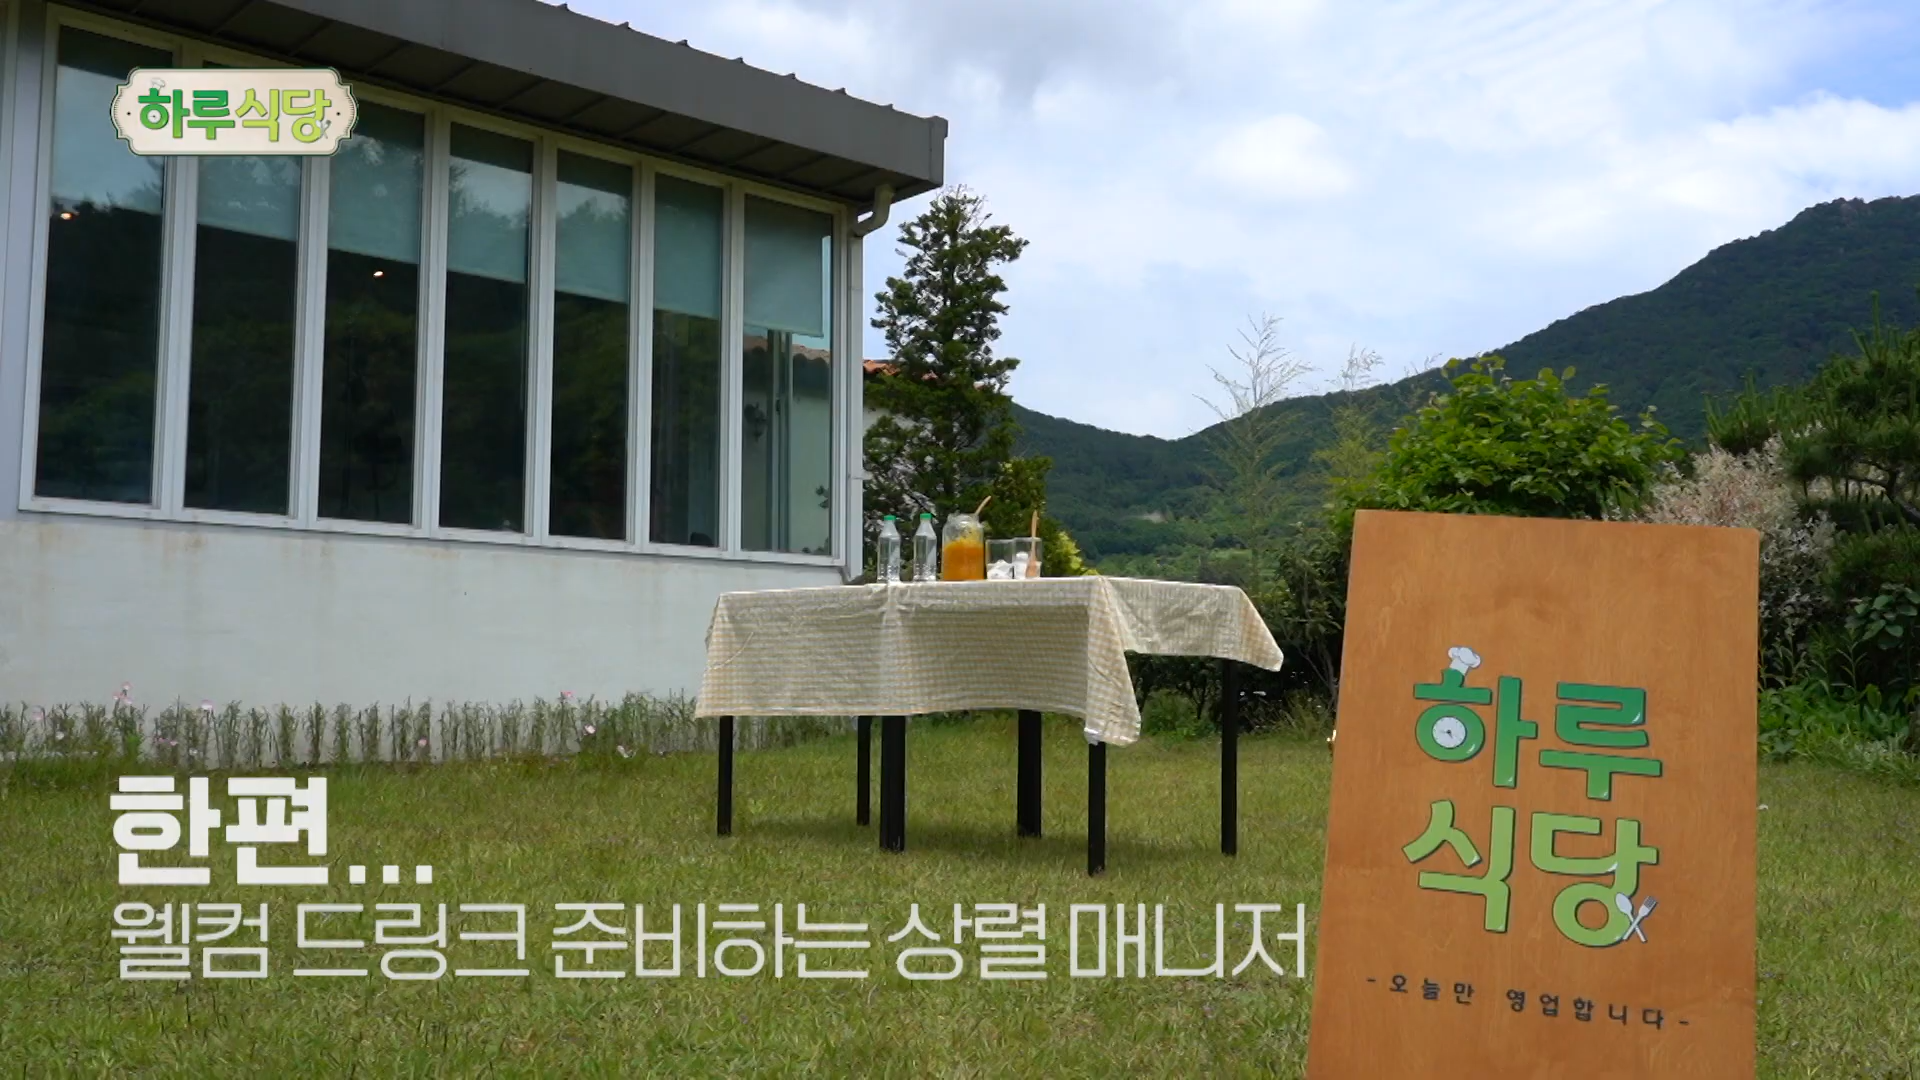 하루식당
한편...
웰컴 드링크 준비하는 상렬 매니저
하루
식당
-오늘만 영업합니다-